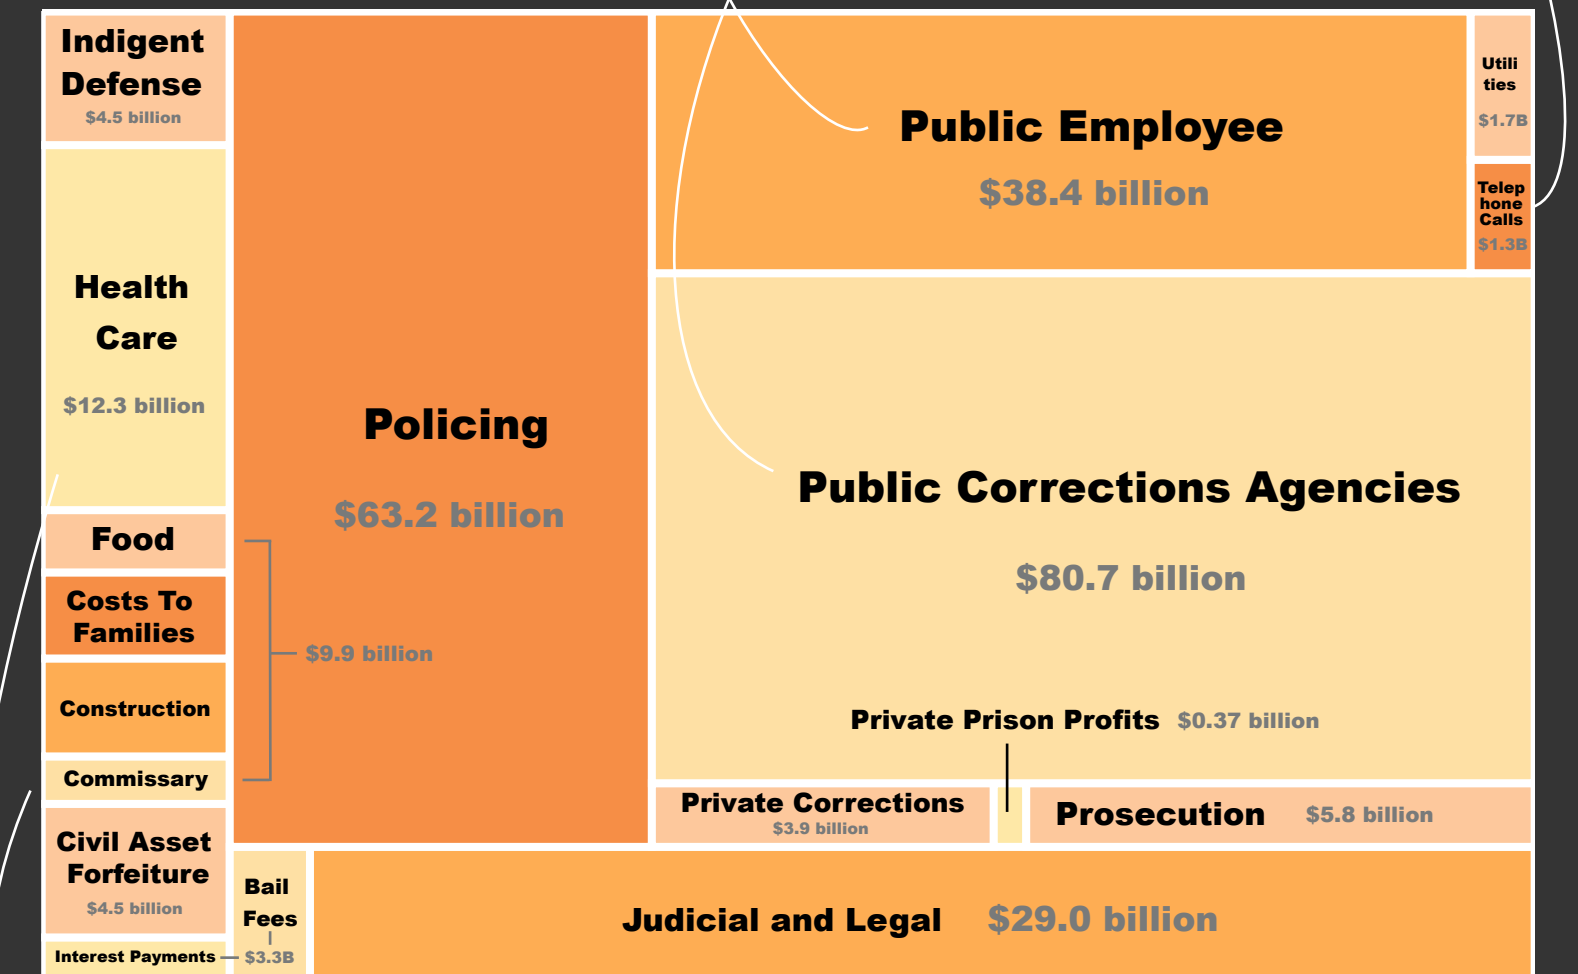 Indigent
Defense
$4.5 billion
Health
Care
$12.3 billion
Food
Costs To
Families
Construction
Commissary
$9.9 billion
Civil Asset
Forfeiture
$4.5 billion
Interest Payments
Bail
Fees
$3.3B
Policing
$63.2 billion
Public Employee
$38.4 billion
Utili
ties
$1.7B
Telep
hone
Calls
$1.3B
Public Corrections Agencies
$80.7 billion
Private Prison Profits $0.37 billion
Private Corrections
$3.9 billion
Prosecution $5.8 billion
Judicial and Legal $29.0 billion